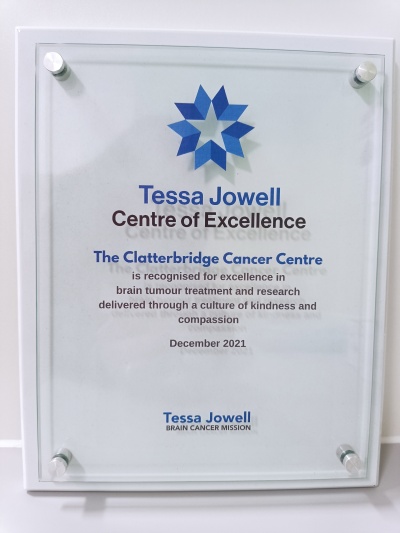 Tessa Jowell
Centre of Excellence
The Clatterbridge Cancer Centre
is recognised for excellence in
brain tumour treatment and research
delivered through a culture of kindness and
compassion
December 2021
Tessa Jowell
BRAIN CANCER MISSION